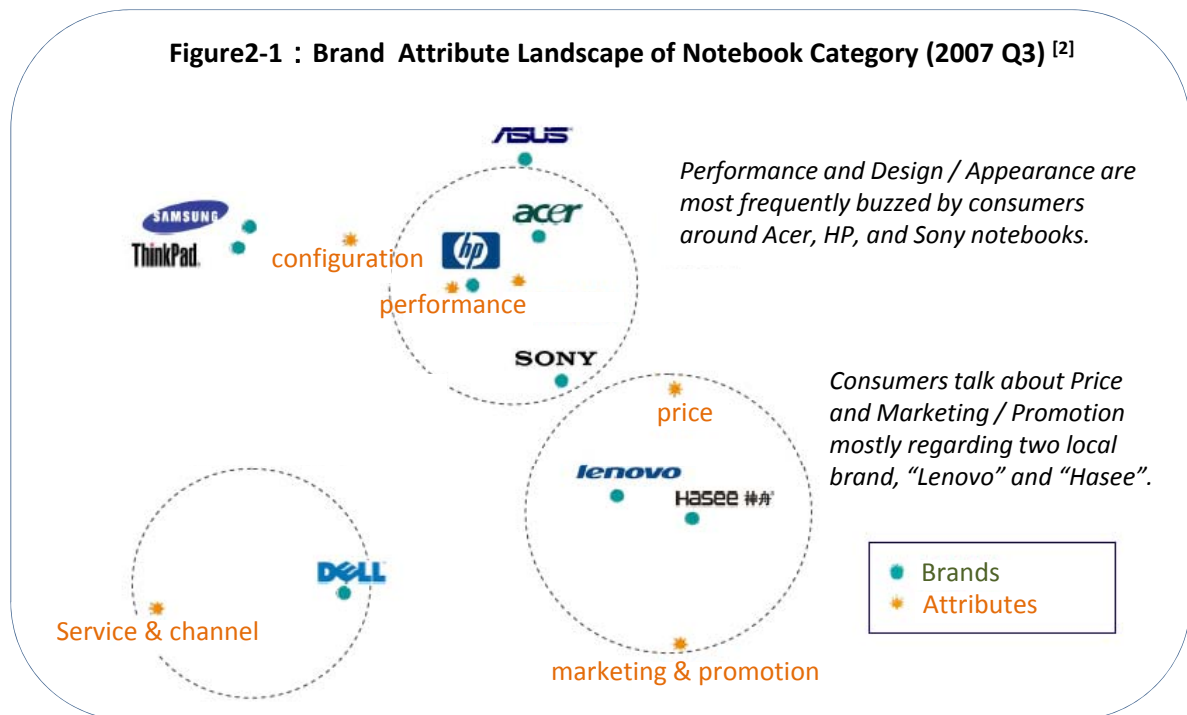 Figure2-1：Brand Attribute Landscape of Notebook Category (2007 Q3) [2]
ASUS
Performance and Design / Appearance are
most frequently buzzed by consumers
around Acer, HP, and Sony notebooks.
SAMSUNG
ThinkPad
acer
hp
configuration
performance
SONY
Consumers talk about Price
and Marketing / Promotion
mostly regarding two local
brand, “Lenovo” and “Hasee”.
price
lenovo
Hasee 神舟
DELL
Brands
Attributes
Service & channel
marketing & promotion